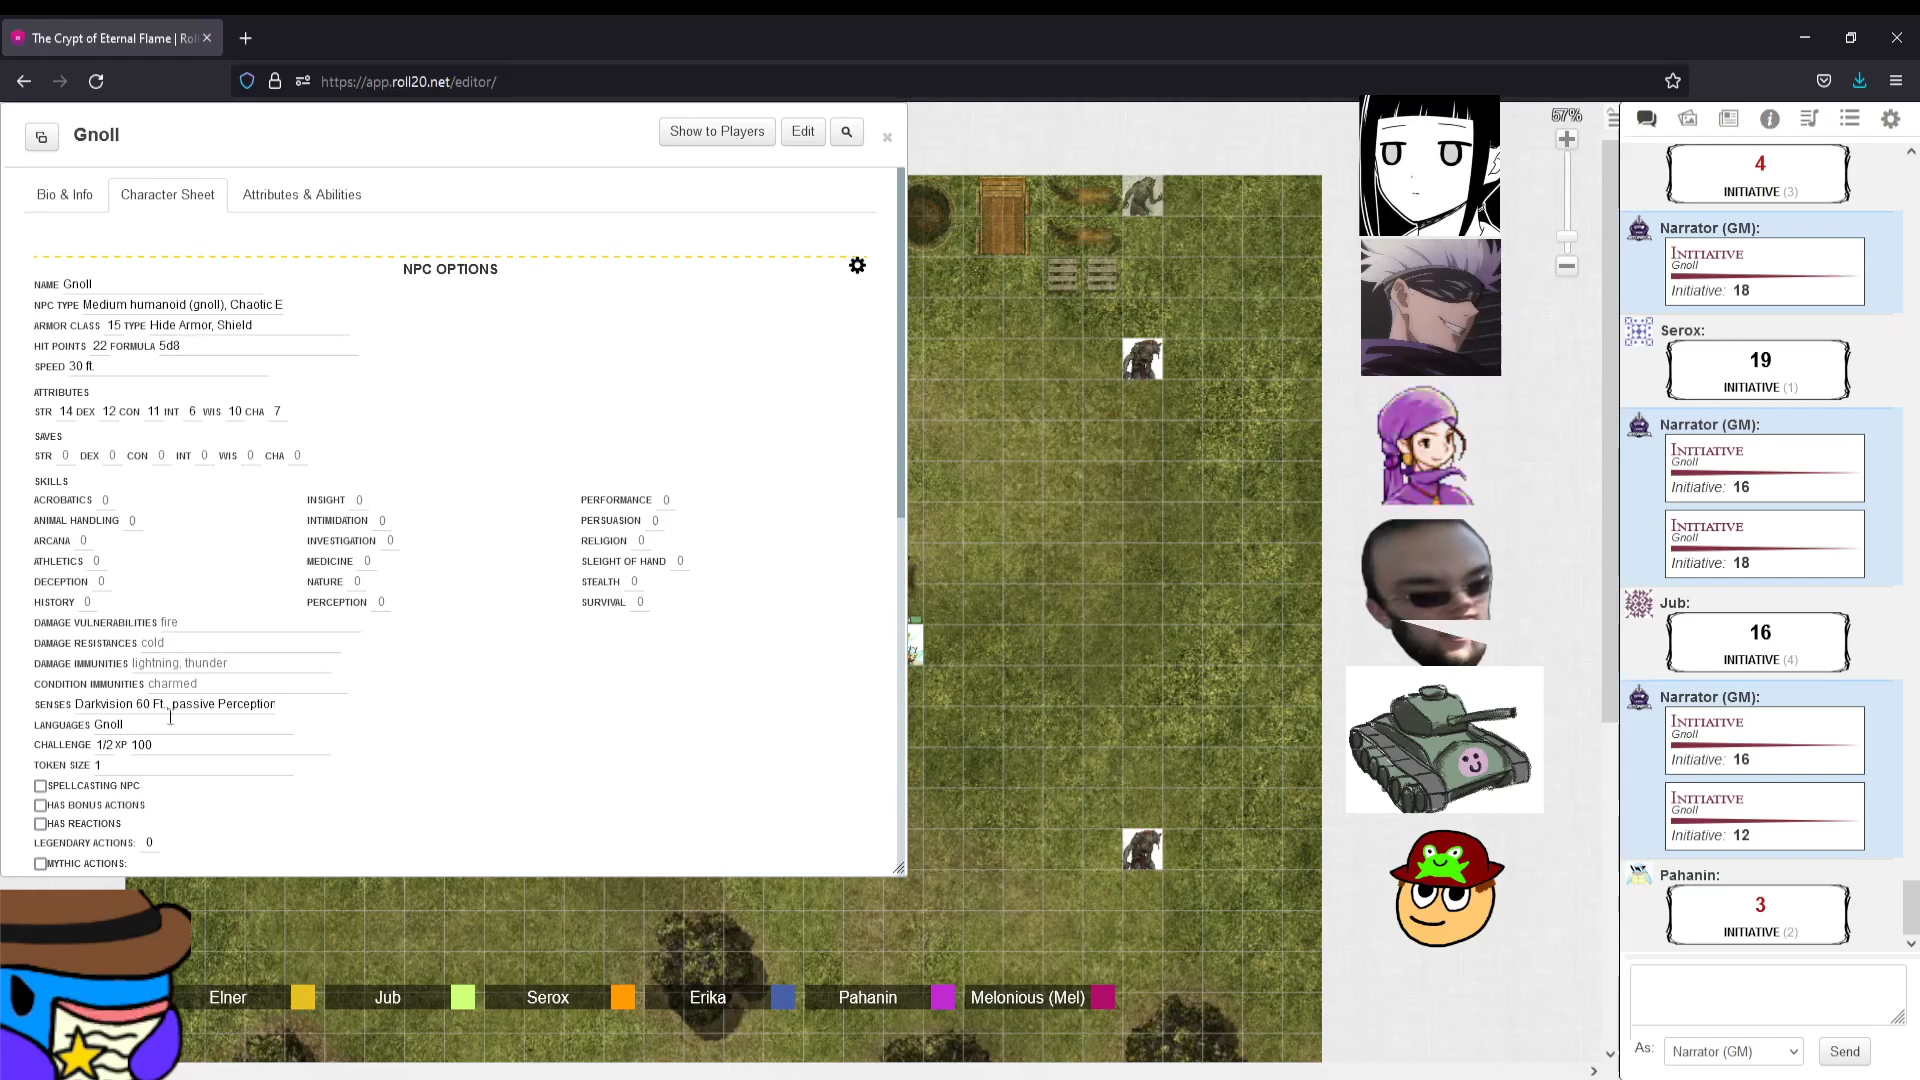 The Crypt of Eternal Flame | Rol
https://app.roll20.net/editor/
Gnoll
Show to Players
Edit
Bio & Info
Character Sheet
Attributes & Abilities
NPC OPTIONS
NAME Gnoll
NPC TYPE Medium humanoid (gnoll), Chaotic E
ARMOR CLASS 15 TYPE Hide Armor, Shield
HIT POINTS 22 FORMULA 5d8
SPEED 30 ft.
ATTRIBUTES
STR 14 DEX 12 CON 11 INT 6 WIS 10 CHA 7
SAVES
STR 0 DEX 0 CON 0 INT 0 WIS 0 CHA 0
SKILLS
ACROBATICS 0 INSIGHT 0 PERFORMANCE 0
ANIMAL HANDLING 0 INTIMIDATION 0 PERSUASION 0
ARCANA 0 INVESTIGATION 0 RELIGION 0
ATHLETICS 0 MEDICINE 0 SLEIGHT OF HAND 0
DECEPTION 0 NATURE 0 STEALTH 0
HISTORY 0 PERCEPTION 0 SURVIVAL 0
DAMAGE VULNERABILITIES fire
DAMAGE RESISTANCES cold
DAMAGE IMMUNITIES lightning, thunder
CONDITION IMMUNITIES charmed
SENSES Darkvision 60 Ft., passive Perception
LANGUAGES Gnoll
CHALLENGE 1/2 XP 100
TOKEN SIZE 1
SPELLCASTING NPC
HAS BONUS ACTIONS
HAS REACTIONS
LEGENDARY ACTIONS: 0
MYTHIC ACTIONS:
Elner
Jub
Serox
Erika
Pahanin
Melonious (Mel)
57%
4
INITIATIVE (3)
Narrator (GM):
INITIATIVE
Gnoll
Initiative: 18
Serox:
19
INITIATIVE (1)
Narrator (GM):
INITIATIVE
Gnoll
Initiative: 16
INITIATIVE
Gnoll
Initiative: 18
Jub:
16
INITIATIVE (4)
Narrator (GM):
INITIATIVE
Gnoll
Initiative: 16
INITIATIVE
Gnoll
Initiative: 12
Pahanin:
3
INITIATIVE (2)
As:
Narrator (GM)
Send